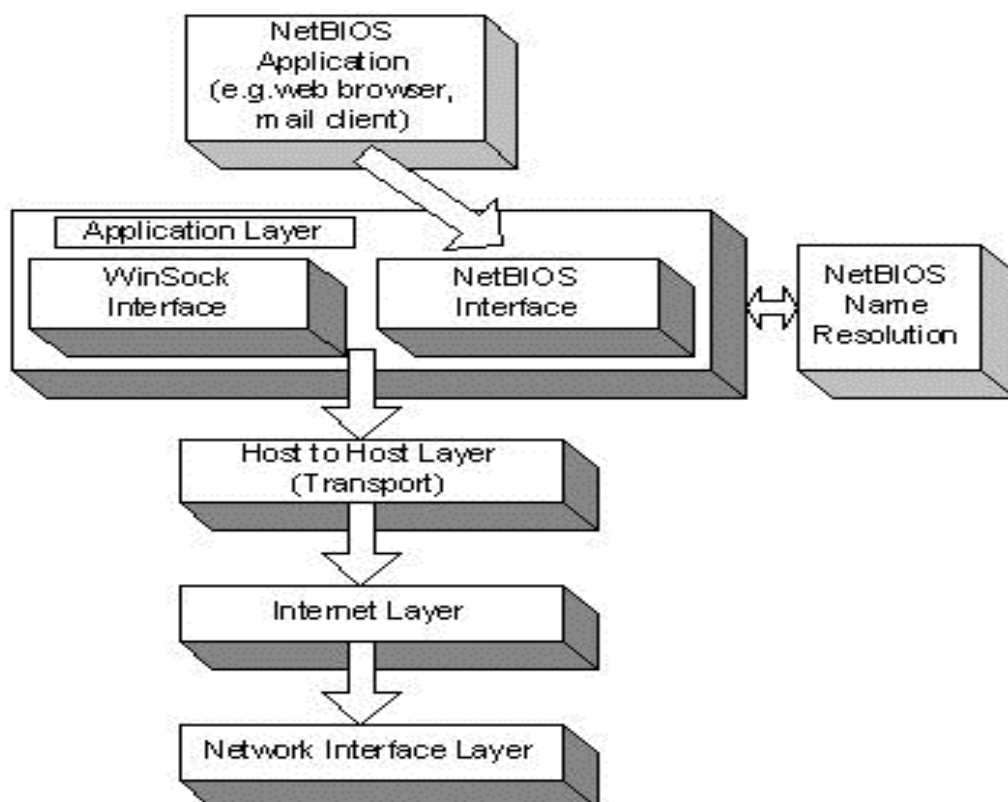 NetBIOS
Application
(e.g.web browser,
mail client)
Application Layer
WinSock
Interface
NetBIOS
Interface
NetBIOS
Name
Resolution
Host to Host Layer
(Transport)
Internet Layer
Network Interface Layer